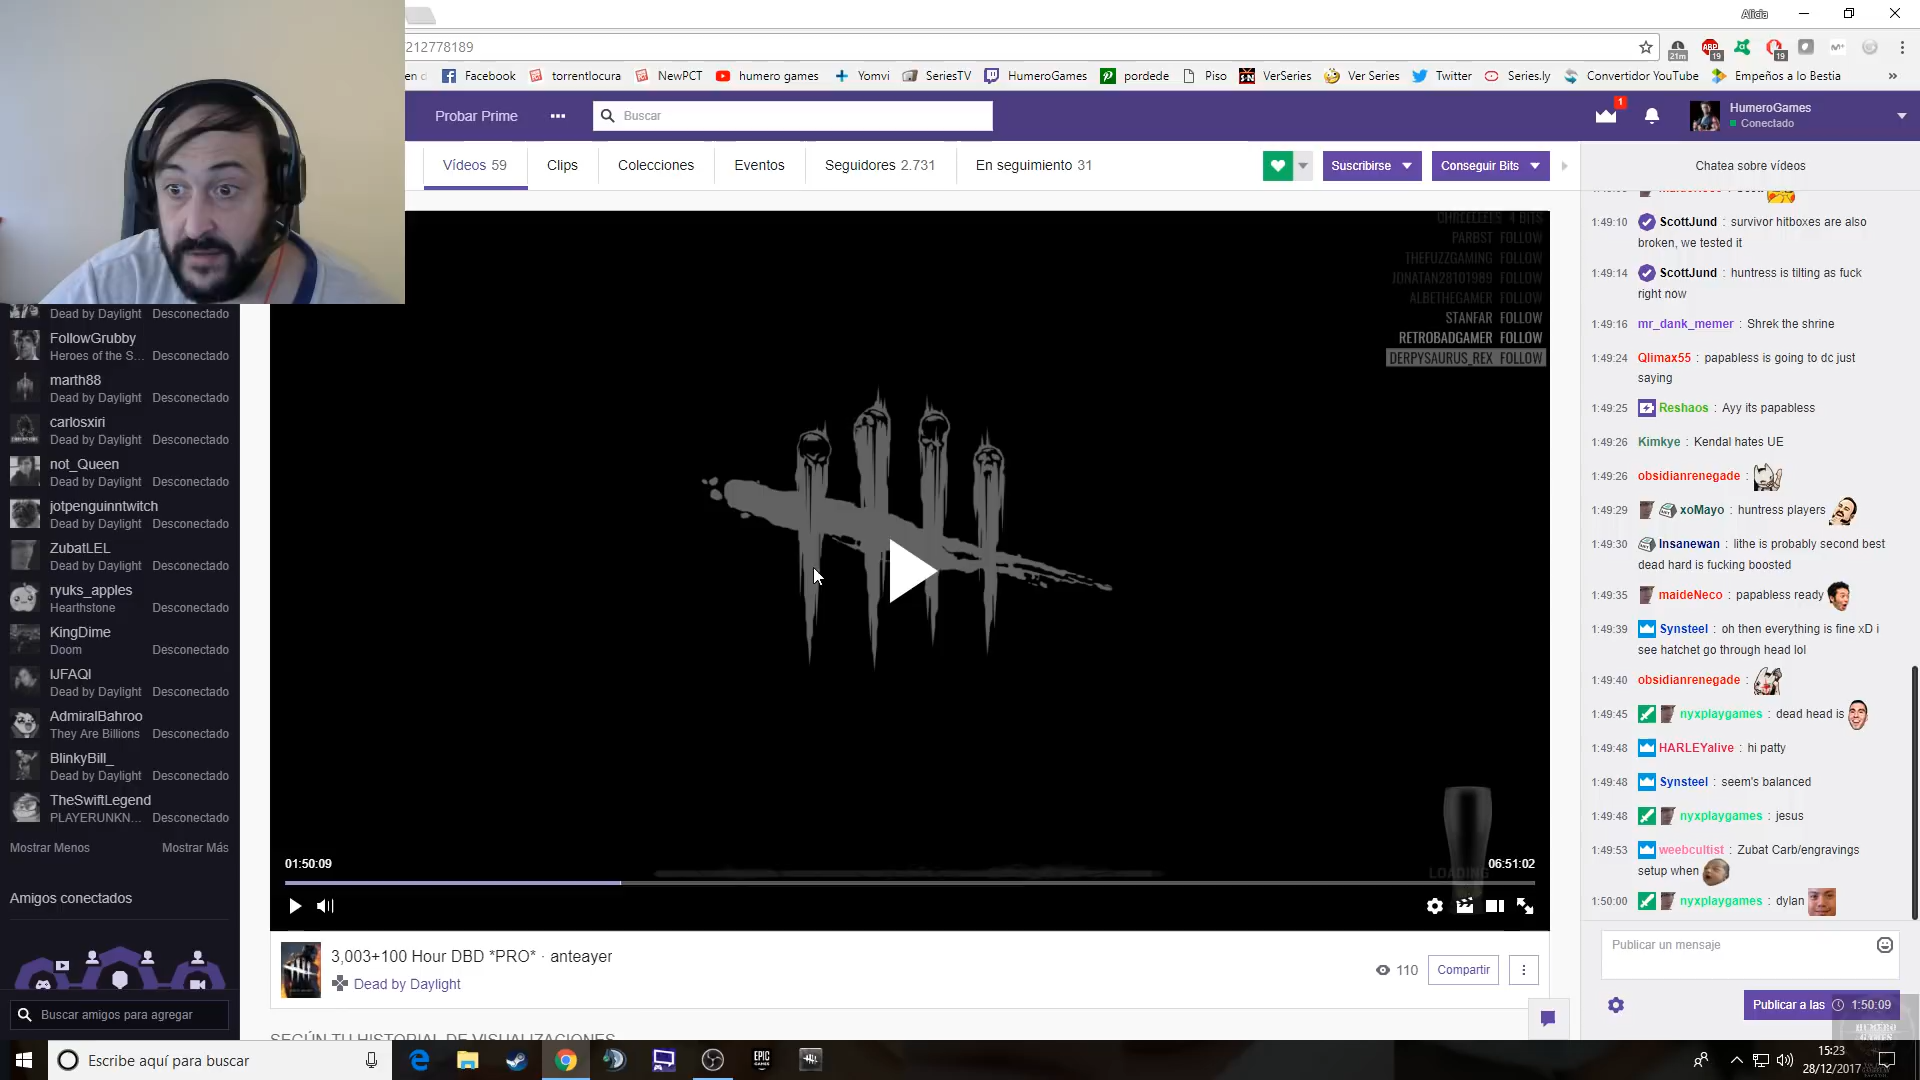 Alicia
212778189
21m
19
19
en d
Facebook
torrentlocura
NewPCT
humero games
Yomvi
SeriesTV
HumeroGames
pordede
Piso
VerSeries
Ver Series
Twitter
Series.ly
Convertidor YouTube
Empeños a lo Bestia
»
Probar Prime
Buscar
1
HumeroGames
Conectado
Vídeos 59
Clips
Colecciones
Eventos
Seguidores 2.731
En seguimiento 31
Suscribirse
Conseguir Bits
Chatea sobre vídeos
PARBST FOLLOW
THEFUZZGAMING FOLLOW
JONATAN28101989 FOLLOW
ALBETHEGAMER FOLLOW
STANFAR FOLLOW
RETROBADGAMER FOLLOW
DERPYSAURUS_REX FOLLOW
Dead by Daylight Desconectado
FollowGrubby
Heroes of the S... Desconectado
marth88
Dead by Daylight Desconectado
carlosxiri
Dead by Daylight Desconectado
not_Queen
Dead by Daylight Desconectado
jotpenguinntwitch
Dead by Daylight Desconectado
ZubatLEL
Dead by Daylight Desconectado
ryuks_apples
Hearthstone Desconectado
KingDime
Doom Desconectado
IJFAQI
Dead by Daylight Desconectado
AdmiralBahroo
They Are Billions Desconectado
BlinkyBill_
Dead by Daylight Desconectado
TheSwiftLegend
PLAYERUNKN... Desconectado
Mostrar Menos Mostrar Más
Amigos conectados
Buscar amigos para agregar
01:50:09
06:51:02
LOADING
3,003+100 Hour DBD *PRO* · anteayer
Dead by Daylight
110
Compartir
SEGÚN TU HISTORIAL DE VISUALIZACIONES
1:49:10 ScottJund : survivor hitboxes are also
broken, we tested it
1:49:14 ScottJund : huntress is tilting as fuck
right now
1:49:16 mr_dank_memer : Shrek the shrine
1:49:24 Qlimax55 : papabless is going to dc just
saying
1:49:25 Reshaos : Ayy its papabless
1:49:26 Kimkye : Kendal hates UE
1:49:26 obsidianrenegade :
1:49:29 xoMayo : huntress players
1:49:30 Insanewan : lithe is probably second best
dead hard is fucking boosted
1:49:35 maideNeco : papabless ready
1:49:39 Synsteel : oh then everything is fine xD i
see hatchet go through head lol
1:49:40 obsidianrenegade :
1:49:45 nyxplaygames : dead head is
1:49:48 HARLEYalive : hi patty
1:49:48 Synsteel : seem's balanced
1:49:48 nyxplaygames : jesus
1:49:53 weebcultist : Zubat Carb/engravings
setup when
1:50:00 nyxplaygames : dylan
Publicar un mensaje
Publicar a las 1:50:09
HUMERO
GAMES
Escribe aquí para buscar
EPIC
GAMES
15:23
28/12/2017